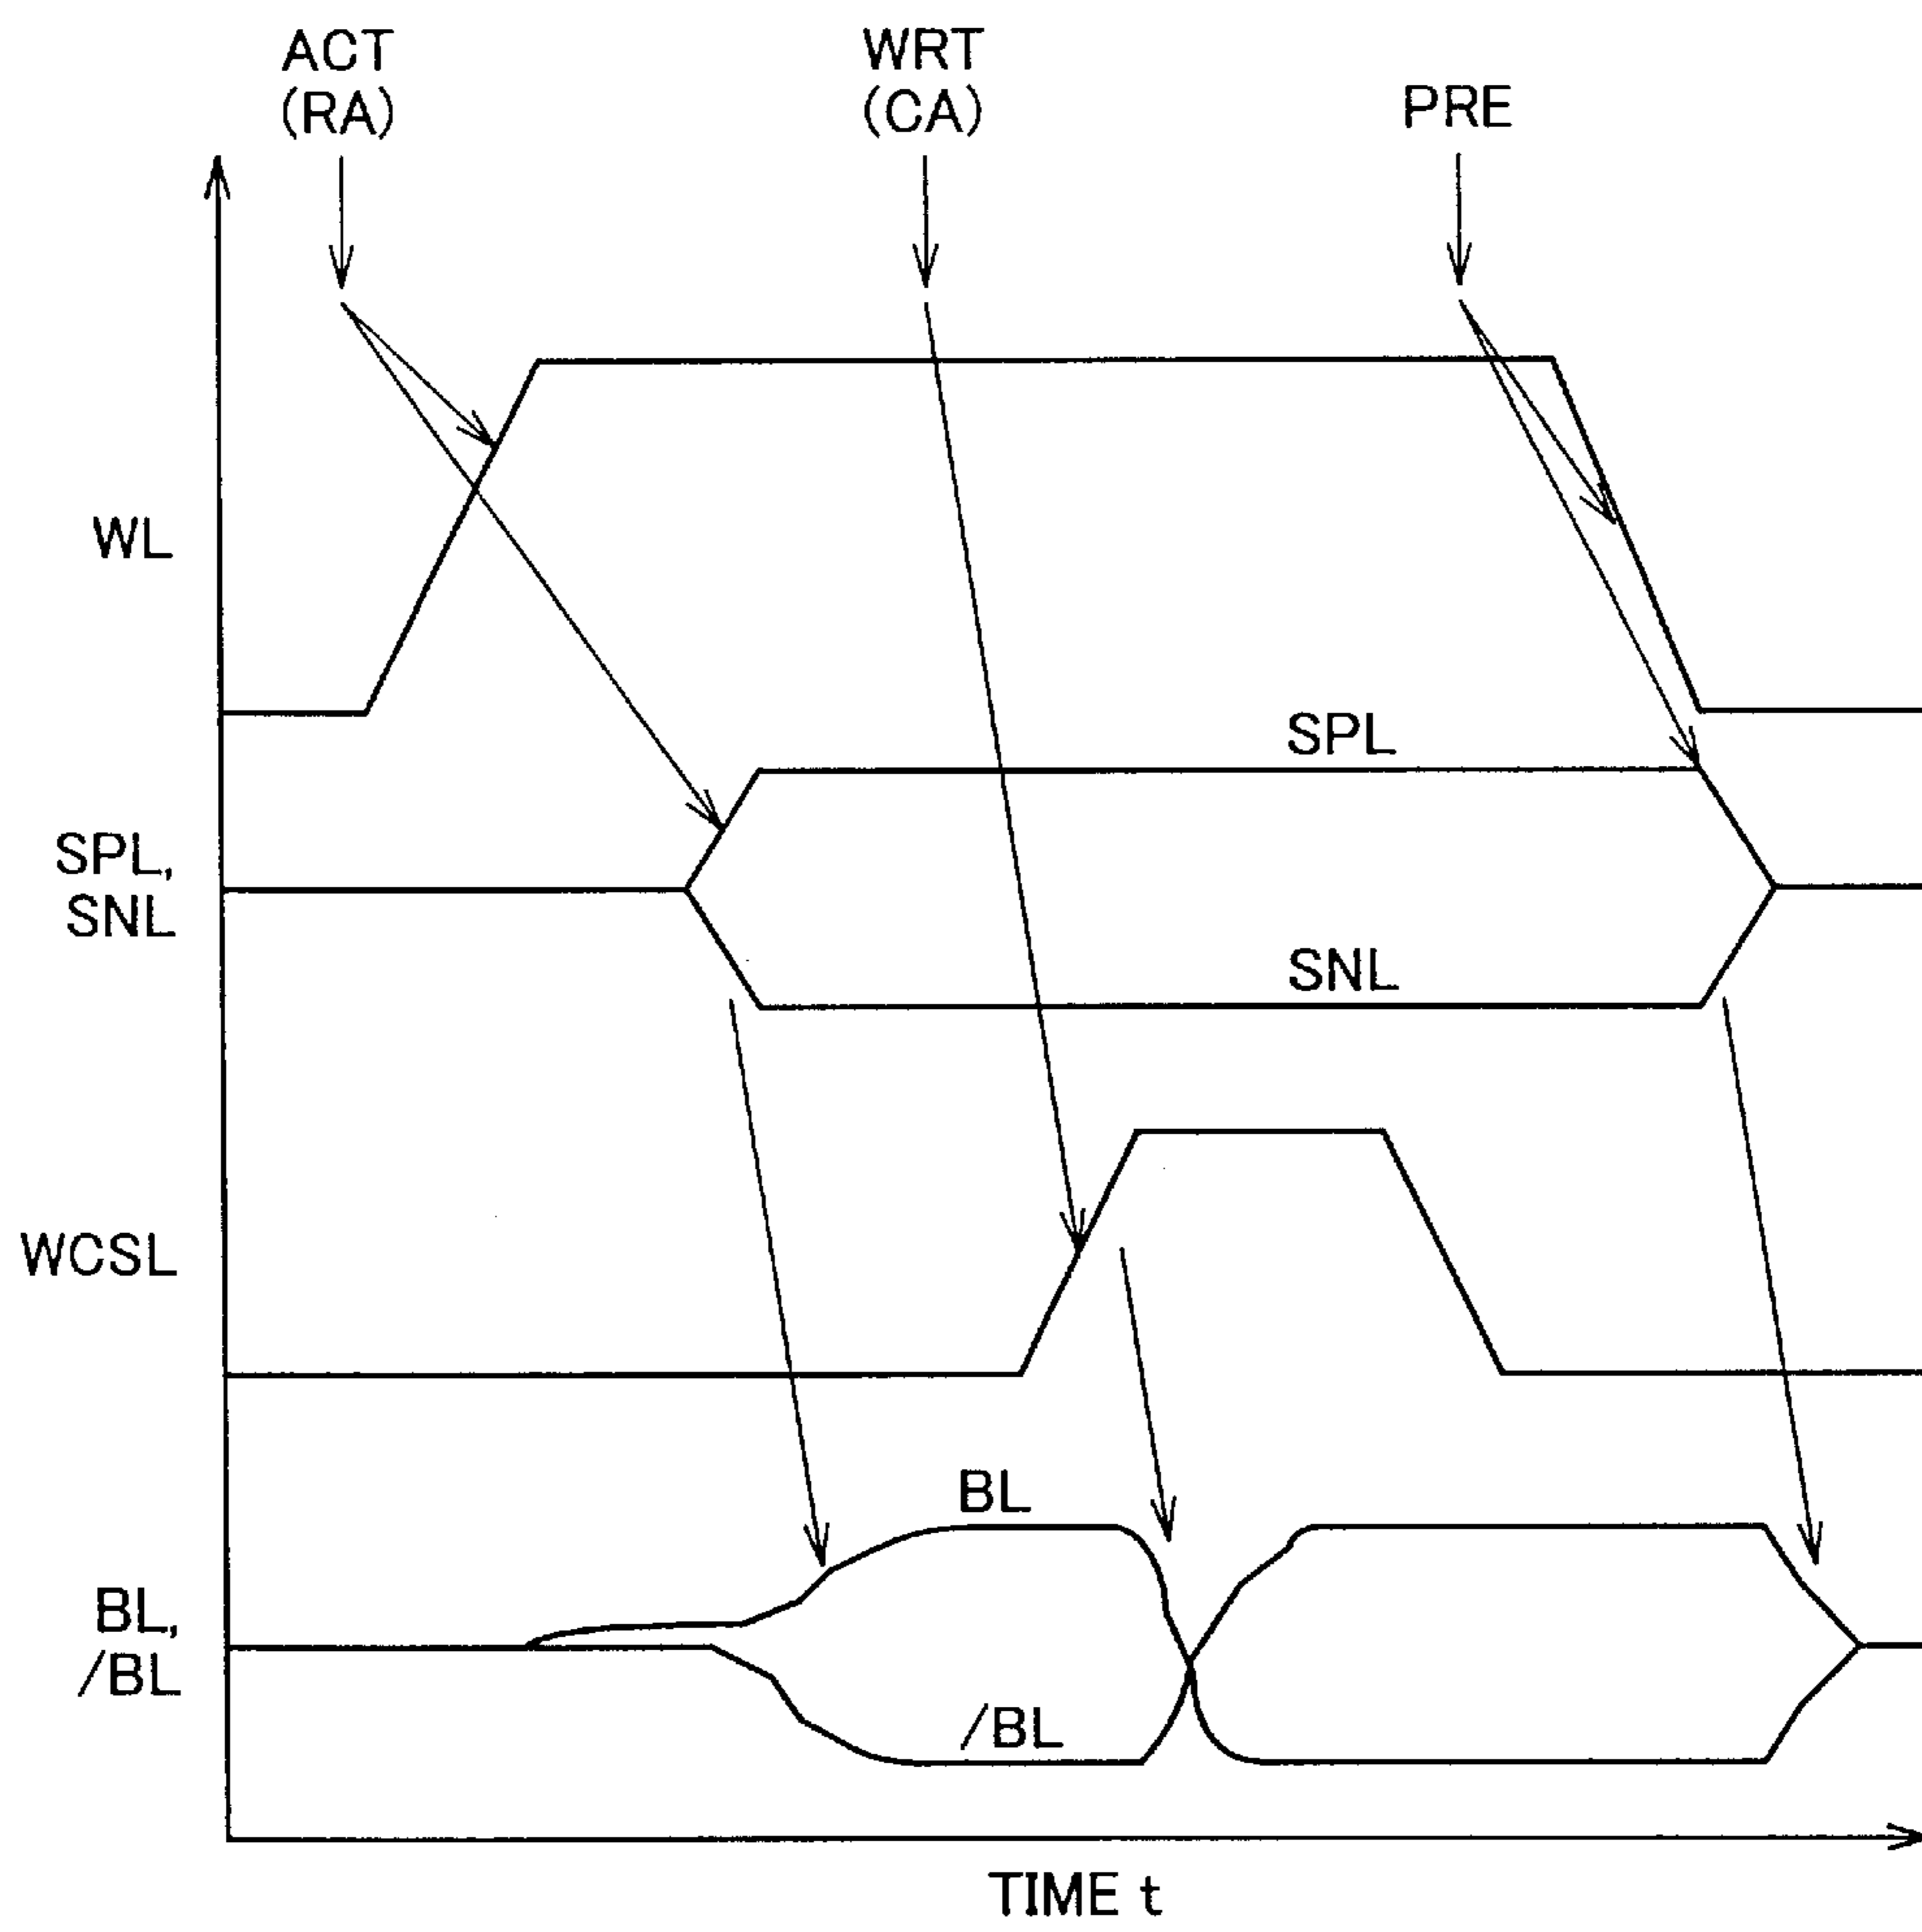 ACT
(RA)
WRT
(CA)
PRE
WL
SPL
SPL,
SNL
SNL
WCSL
BL
BL,
/BL
/BL
TIME t